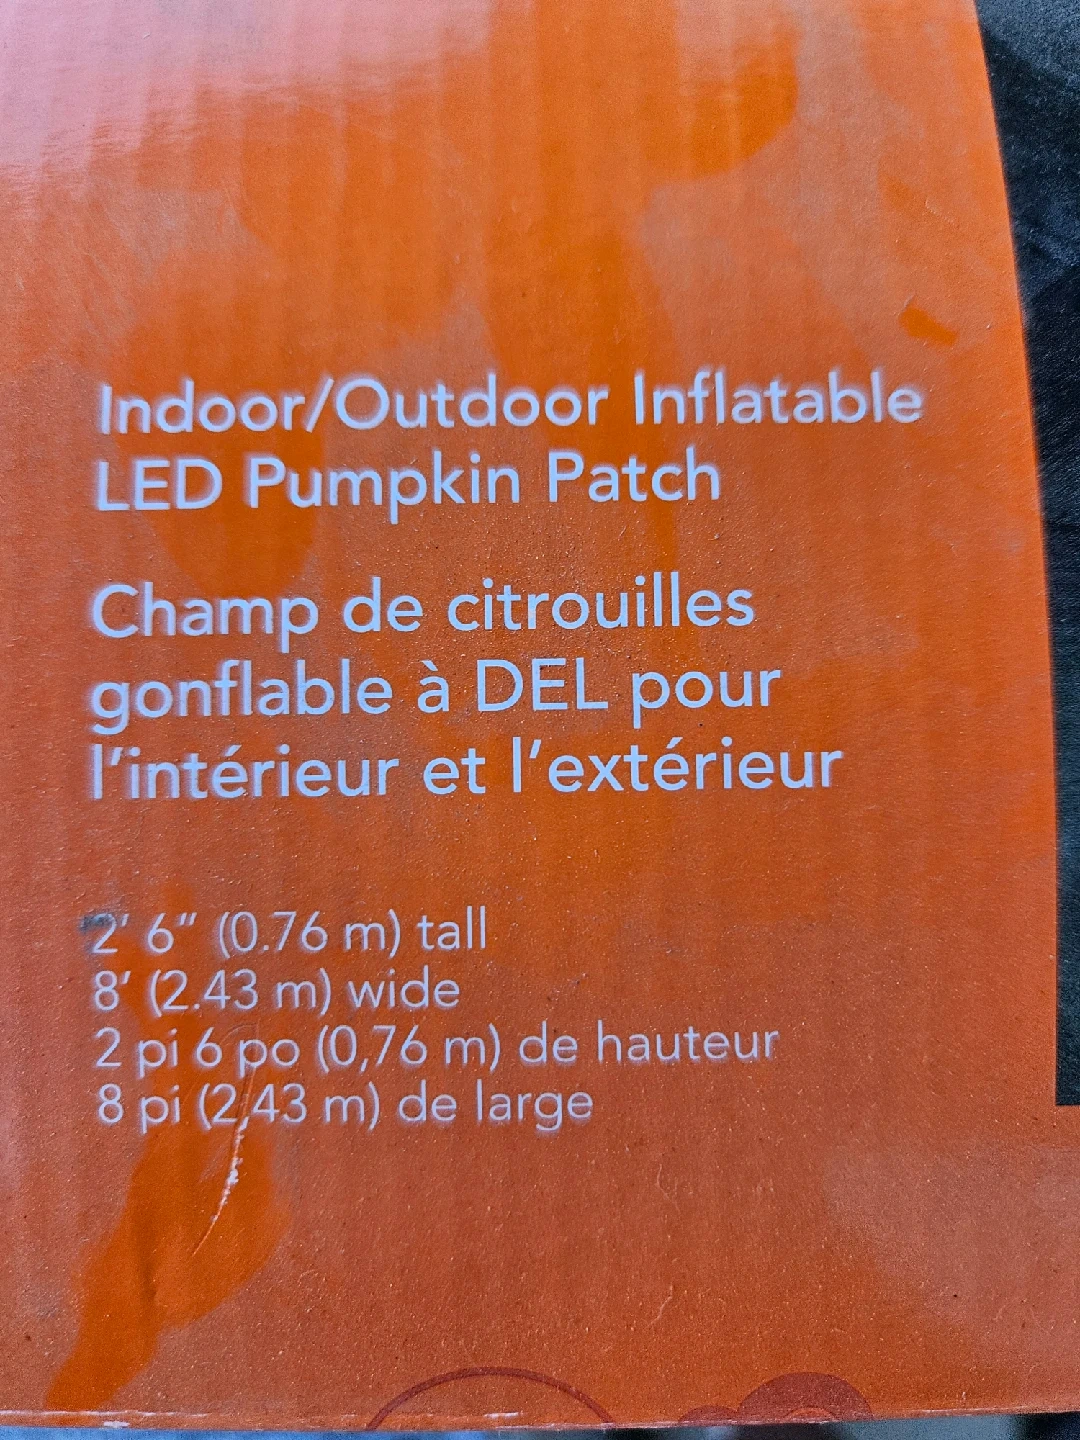 Indoor/Outdoor Inflatable
LED Pumpkin Patch
Champ de citrouilles
gonflable à DEL pour
l'intérieur et l'extérieur
2' 6" (0.76 m) tall
8' (2.43 m) wide
2 pi 6 po (0,76 m) de hauteur
8 pi (2,43 m) de large